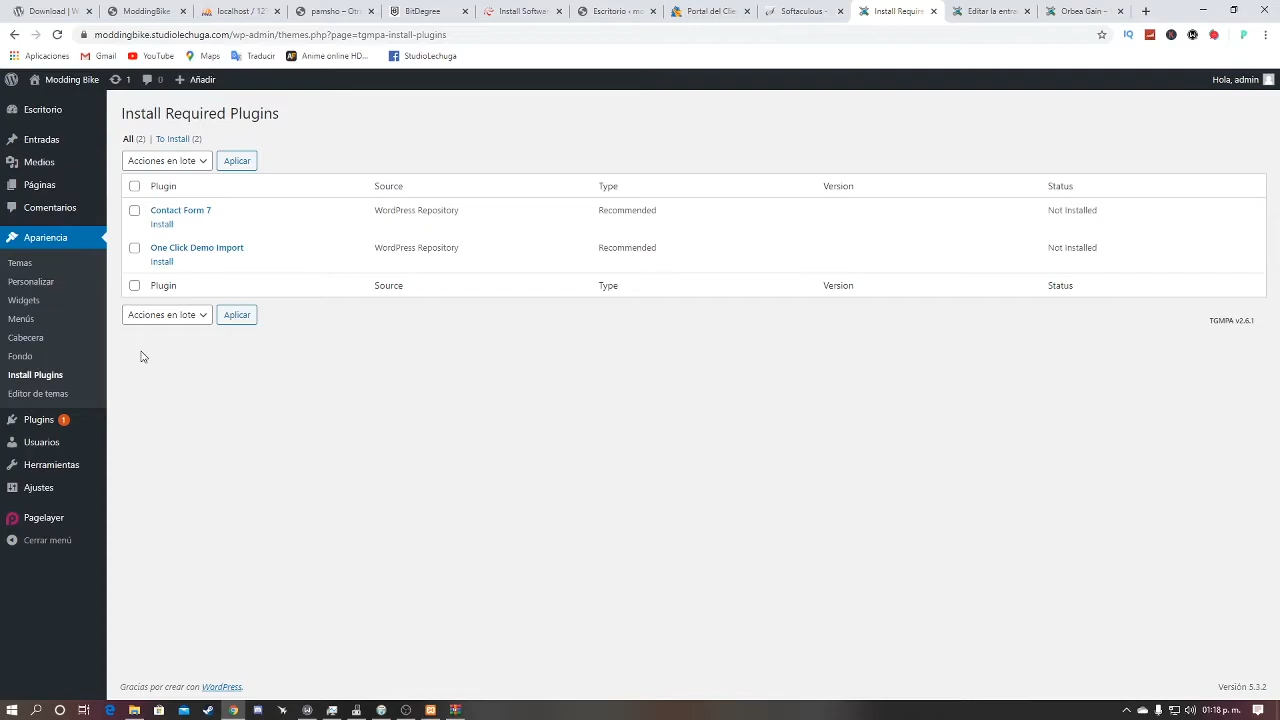 Download | W
ModdingBike
localhost / 12
pamsho – Otr
BitDegree
Install Softwa
Escritorio ‹ mo
Portal del Clie
Softaculous -
Install Require
Editar la entra
Orbea Gain –
moddingbike.studiolechuga.com/wp-admin/themes.php?page=tgmpa-install-plugins
Aplicaciones
Gmail
YouTube
Maps
Traducir
Anime online HD...
StudioLechuga
Modding Bike
1
0
Añadir
Hola, admin
Escritorio
Entradas
Medios
Páginas
Comentarios
Apariencia
Temas
Personalizar
Widgets
Menús
Cabecera
Fondo
Install Plugins
Editor de temas
Plugins 1
Usuarios
Herramientas
Ajustes
Pagelayer
Cerrar menú
Install Required Plugins
All (2) | To Install (2)
Acciones en lote Aplicar
Plugin Source Type Version Status
Contact Form 7 WordPress Repository Recommended Not Installed
Install
One Click Demo Import WordPress Repository Recommended Not Installed
Install
Plugin Source Type Version Status
Acciones en lote Aplicar
TGMPA v2.6.1
Gracias por crear con WordPress. Versión 5.3.2
01:18 p. m.